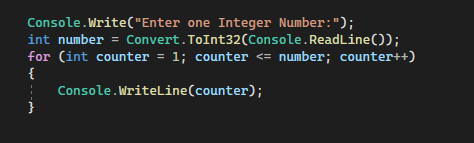 Console.Write("Enter one Integer Number:");
int number = Convert.ToInt32(Console.ReadLine());
for (int counter = 1; counter <= number; counter++)
{
    Console.WriteLine(counter);
}